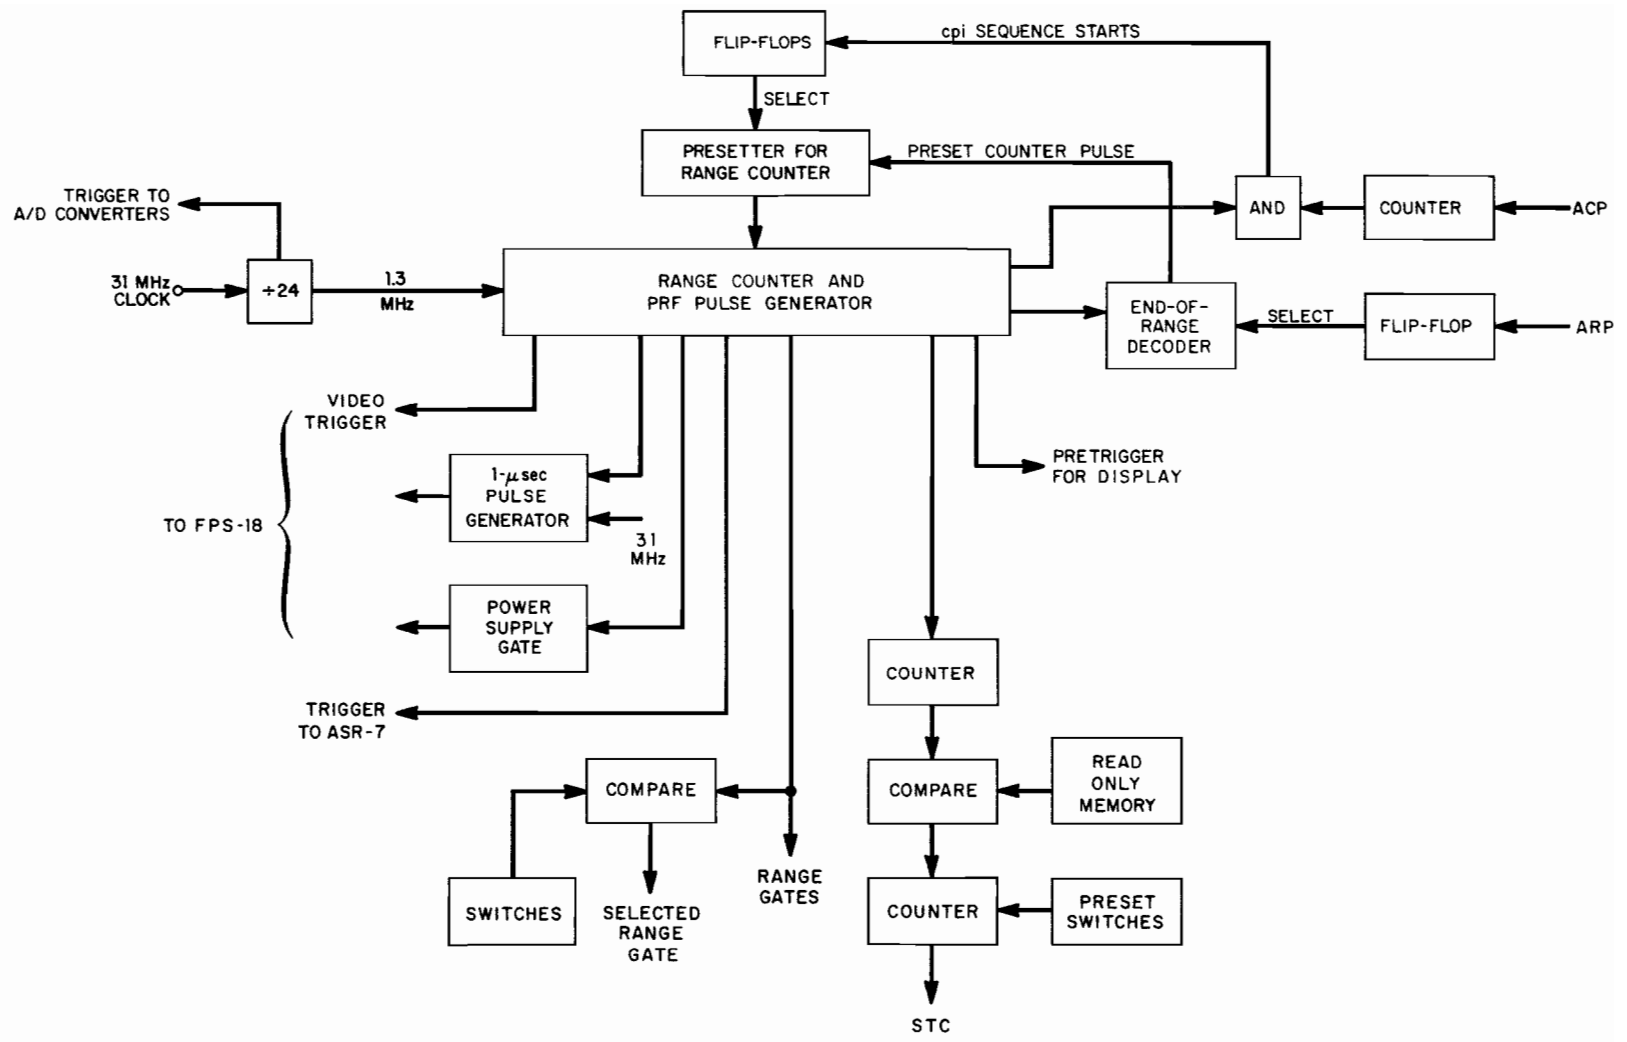 FLIP-FLOPS
cpi SEQUENCE STARTS
SELECT
PRESETTER FOR
RANGE COUNTER
PRESET COUNTER PULSE
TRIGGER TO
A/D CONVERTERS
AND
COUNTER
ACP
31 MHz
CLOCK
÷24
1.3
MHz
RANGE COUNTER AND
PRF PULSE GENERATOR
END-OF-
RANGE
DECODER
SELECT
FLIP-FLOP
ARP
VIDEO
TRIGGER
1-μsec
PULSE
GENERATOR
31
MHz
PRETRIGGER
FOR DISPLAY
TO FPS-18
POWER
SUPPLY
GATE
COUNTER
TRIGGER
TO ASR-7
COMPARE
COMPARE
READ
ONLY
MEMORY
SWITCHES
SELECTED
RANGE
GATE
RANGE
GATES
COUNTER
PRESET
SWITCHES
STC